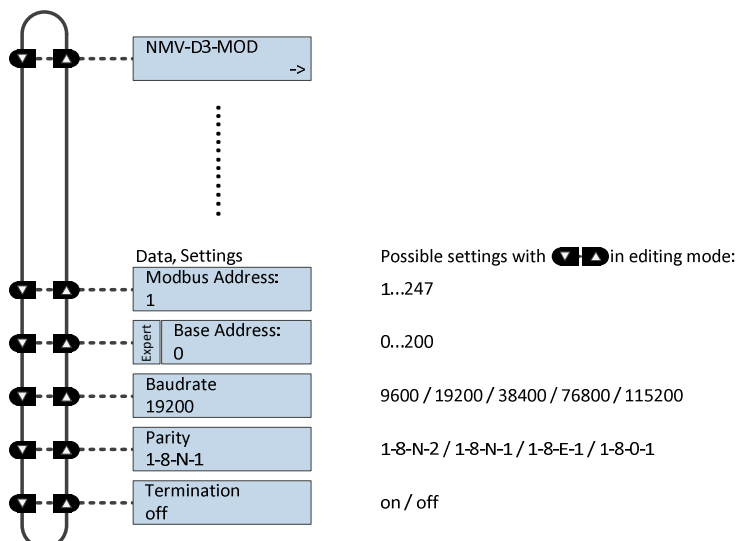 NMV-D3-MOD
->
Data, Settings
Possible settings with in editing mode:
Modbus Address:
1
1...247
Expert
Base Address:
0
0...200
Baudrate
19200
9600 / 19200 / 38400 / 76800 / 115200
Parity
1-8-N-1
1-8-N-2 / 1-8-N-1 / 1-8-E-1 / 1-8-0-1
Termination
off
on / off